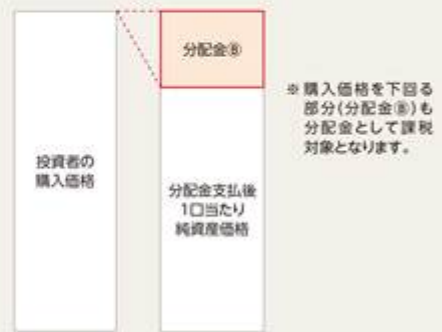 分配金Ⓑ
※購入価格を下回る
部分(分配金Ⓑ)も
分配金として課税
対象となります。
投資者の
購入価格
分配金支払後
1口当たり
純資産価格